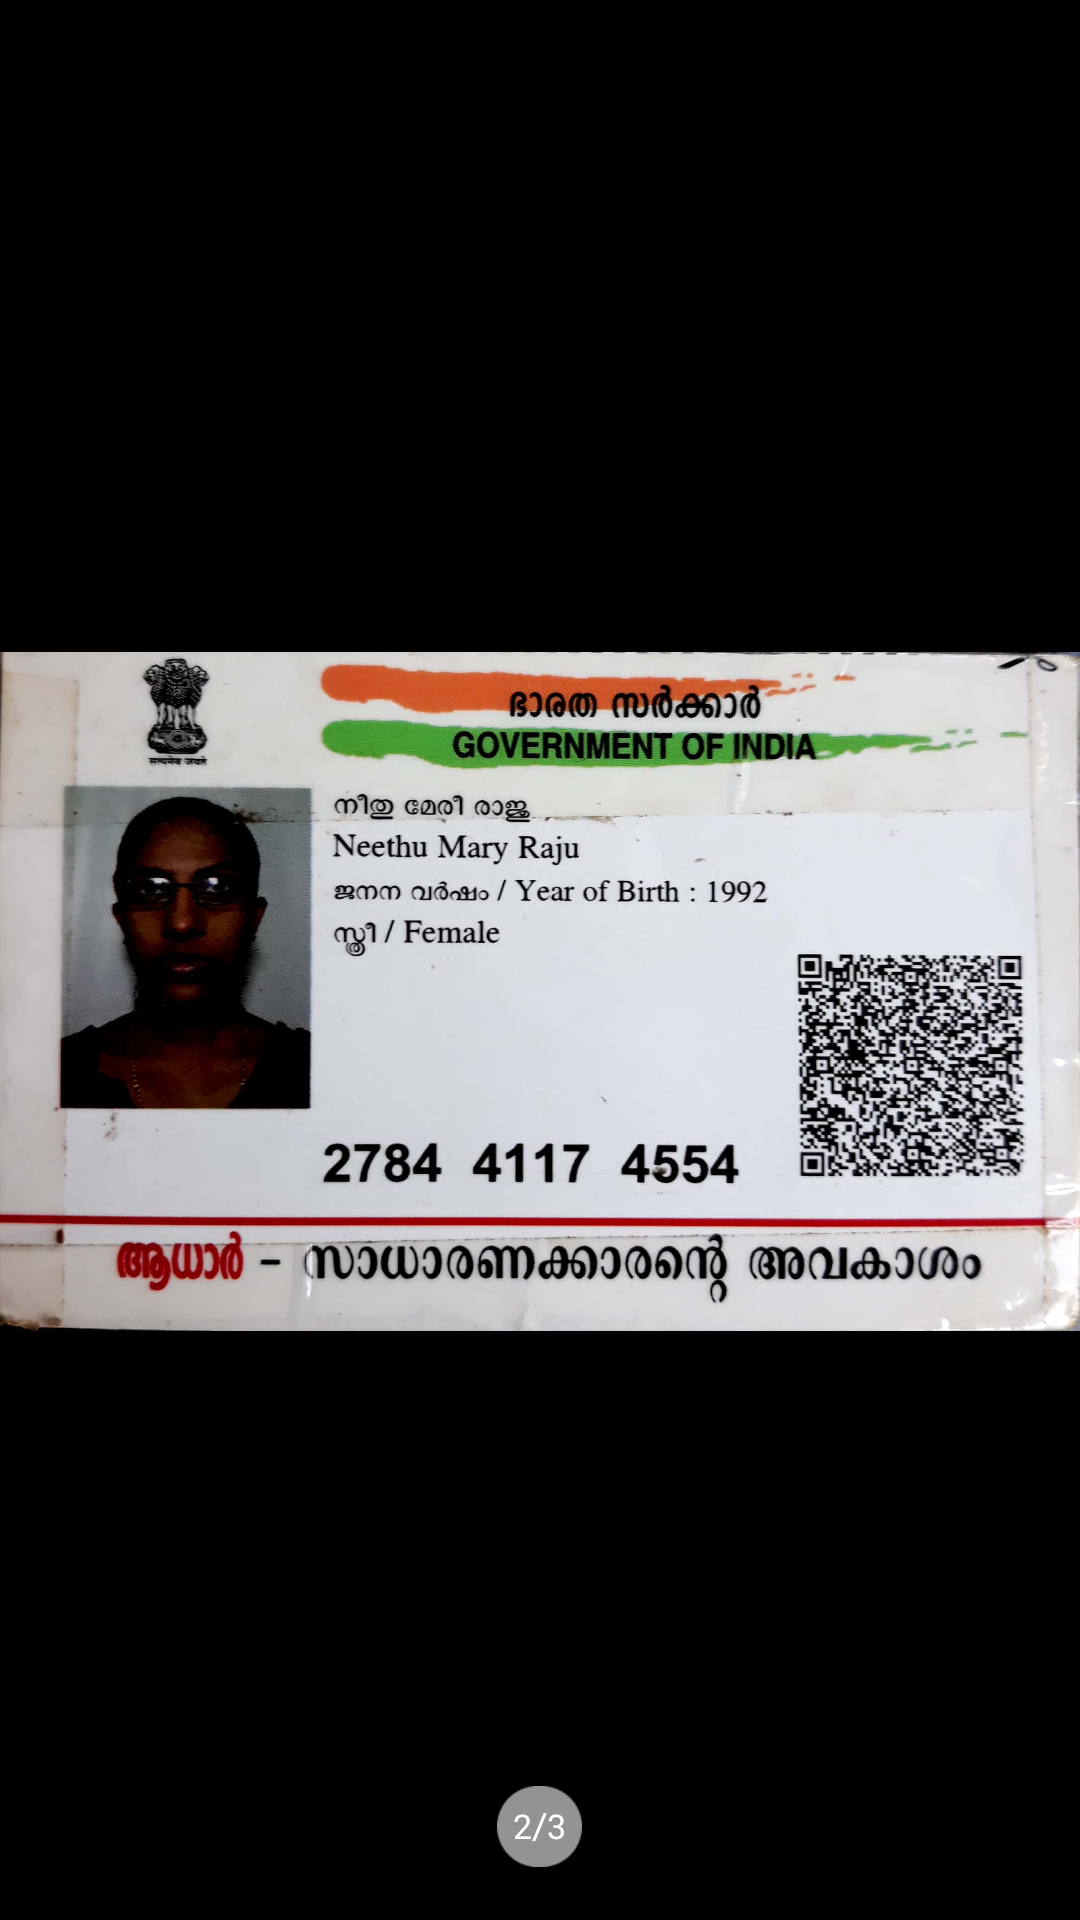 सत्यमेव जयते
ഭാരത സർക്കാർ
GOVERNMENT OF INDIA
നീതു മേരീ രാജു
Neethu Mary Raju
ജനന വർഷം / Year of Birth : 1992
സ്ത്രീ / Female
2784 4117 4554
ആധാർ - സാധാരണക്കാരന്റെ അവകാശം
2/3